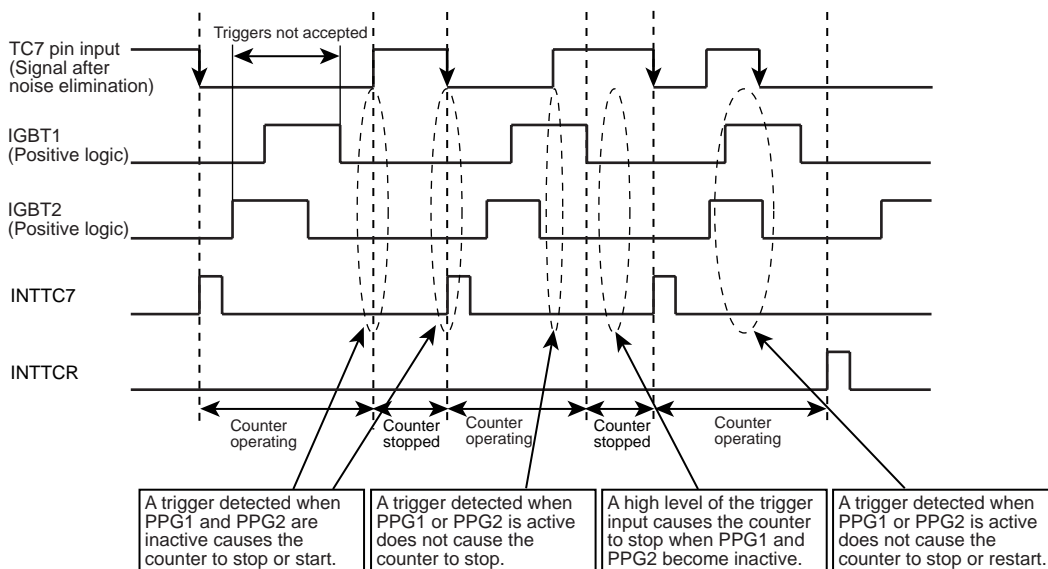 Triggers not accepted
TC7 pin input
(Signal after
noise elimination)
IGBT1
(Positive logic)
IGBT2
(Positive logic)
INTTC7
INTTCR
Counter
operating
Counter
stopped
Counter
operating
Counter
stopped
Counter
operating
A trigger detected when
PPG1 and PPG2 are
inactive causes the
counter to stop or start.
A trigger detected when
PPG1 or PPG2 is active
does not cause the
counter to stop.
A high level of the trigger
input causes the counter
to stop when PPG1 and
PPG2 become inactive.
A trigger detected when
PPG1 or PPG2 is active
does not cause the
counter to stop or restart.